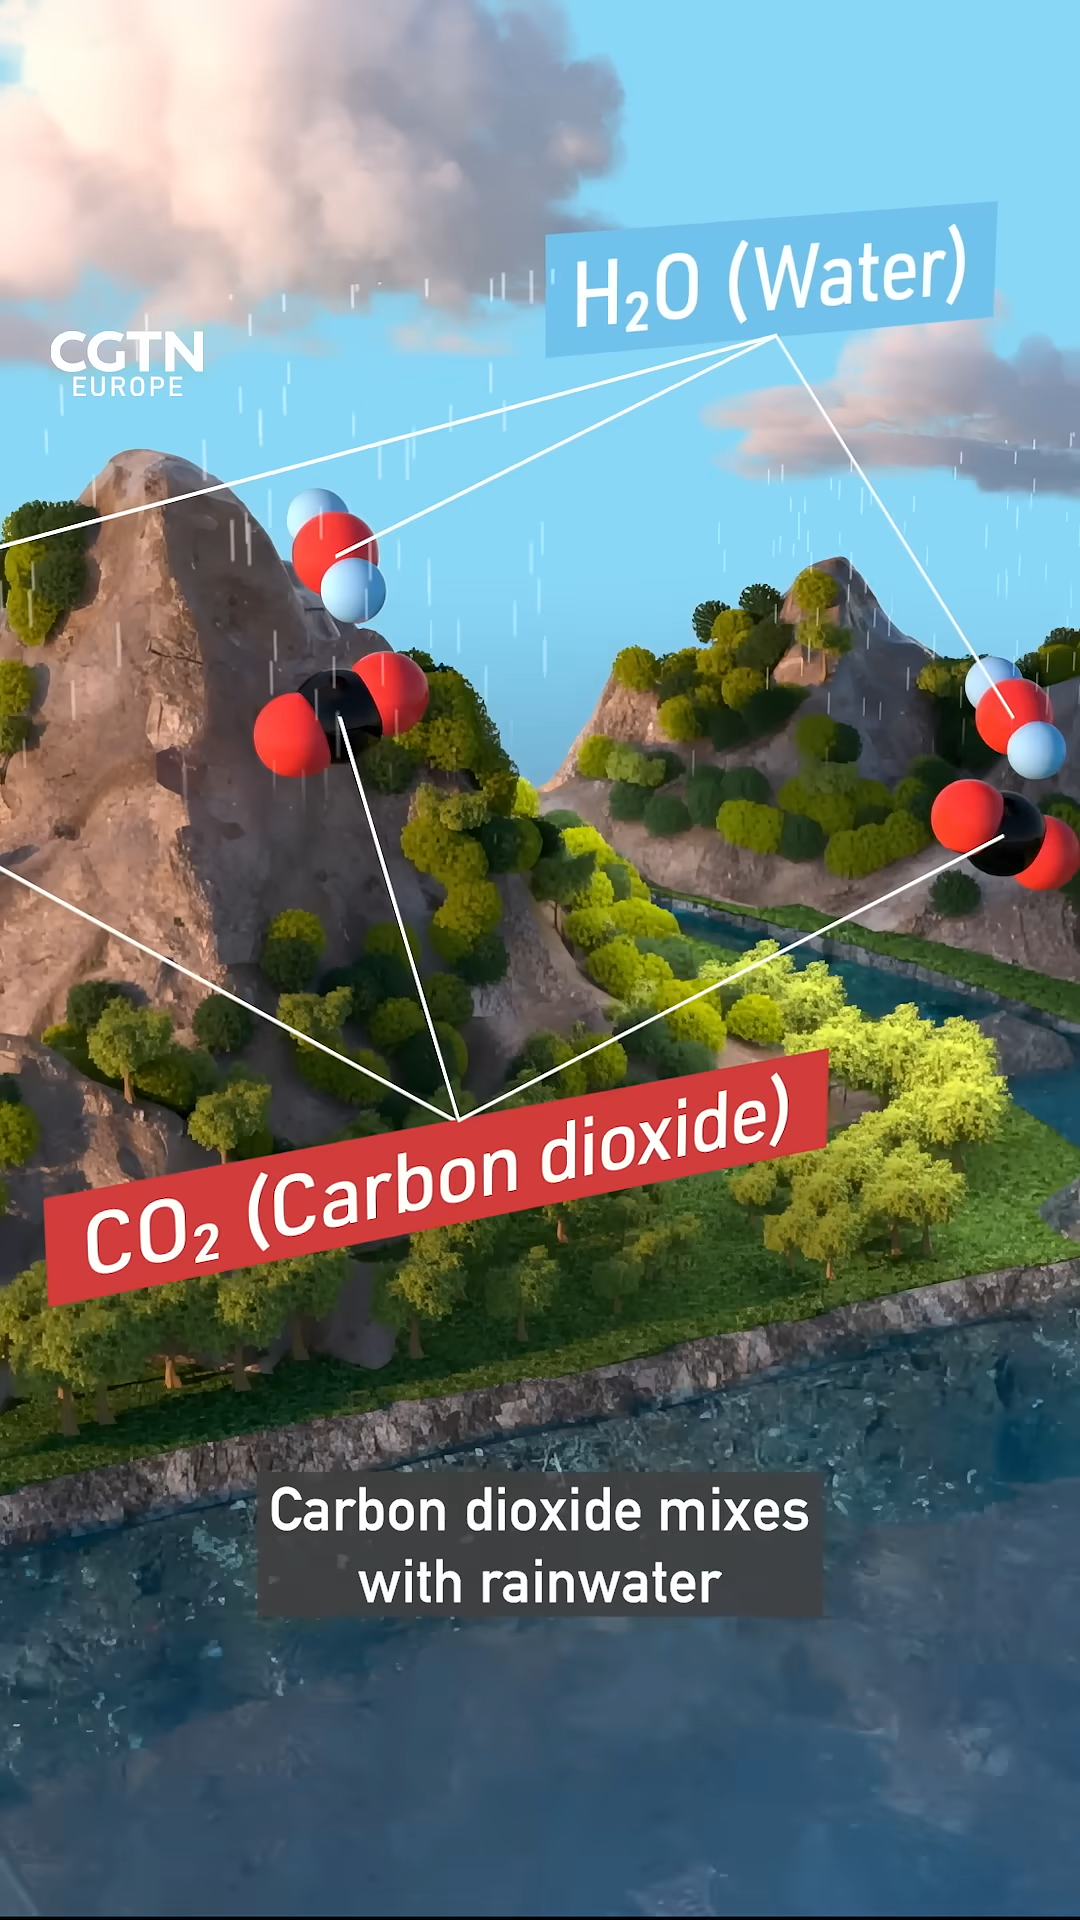 H₂O (Water)
CGTN
EUROPE
CO₂ (Carbon dioxide)
Carbon dioxide mixes
with rainwater